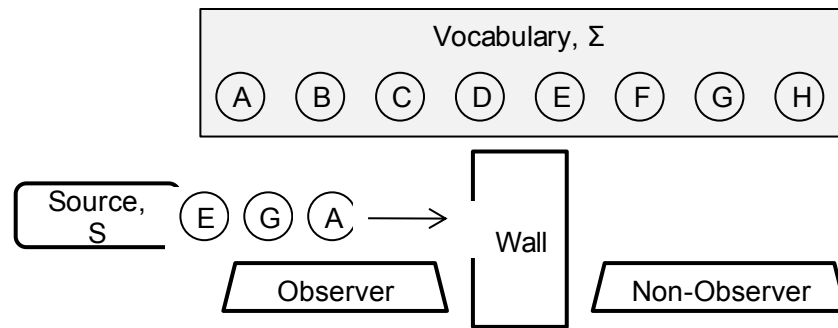 Vocabulary, Σ
A B C D E F G H
Source, S
E G A
Wall
Observer
Non-Observer